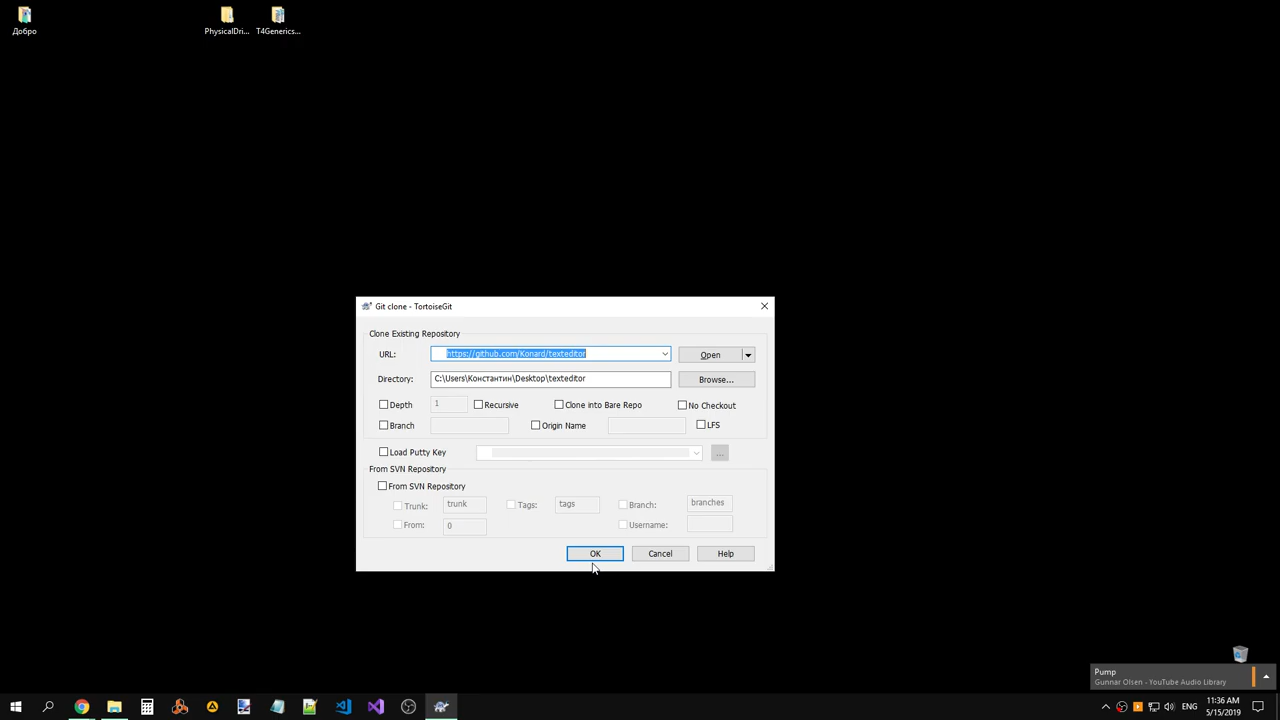 Добро
PhysicalDri...
T4Generics...
Git clone - TortoiseGit
Clone Existing Repository
URL:
https://github.com/Konard/texteditor
Open
Directory:
C:\Users\Константин\Desktop\texteditor
Browse...
Depth
1
Recursive
Clone into Bare Repo
No Checkout
Branch
Origin Name
LFS
Load Putty Key
...
From SVN Repository
From SVN Repository
Trunk:
trunk
Tags:
tags
Branch:
branches
From:
0
Username:
OK
Cancel
Help
Pump
Gunnar Olsen - YouTube Audio Library
ENG
11:36 AM
5/15/2019